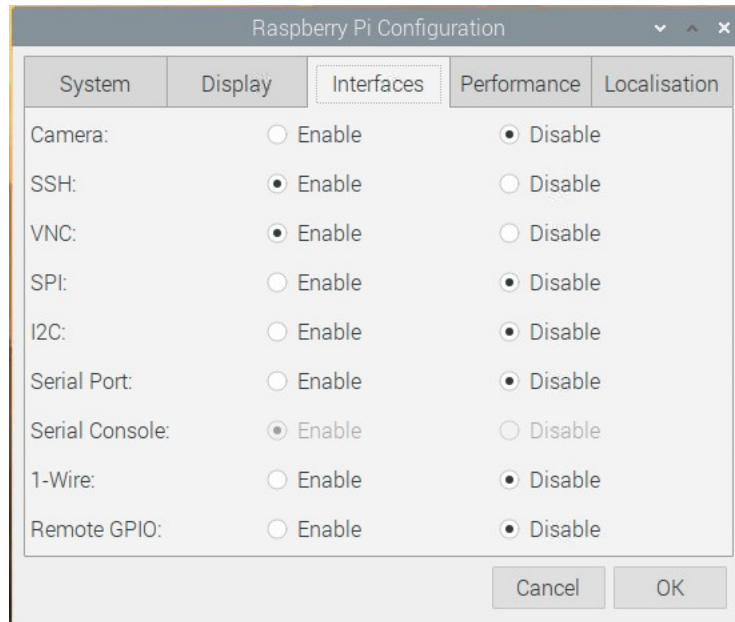 Raspberry Pi Configuration
System Display Interfaces Performance Localisation
Camera: Enable Disable
SSH: Enable Disable
VNC: Enable Disable
SPI: Enable Disable
I2C: Enable Disable
Serial Port: Enable Disable
Serial Console: Enable Disable
1-Wire: Enable Disable
Remote GPIO: Enable Disable
Cancel OK